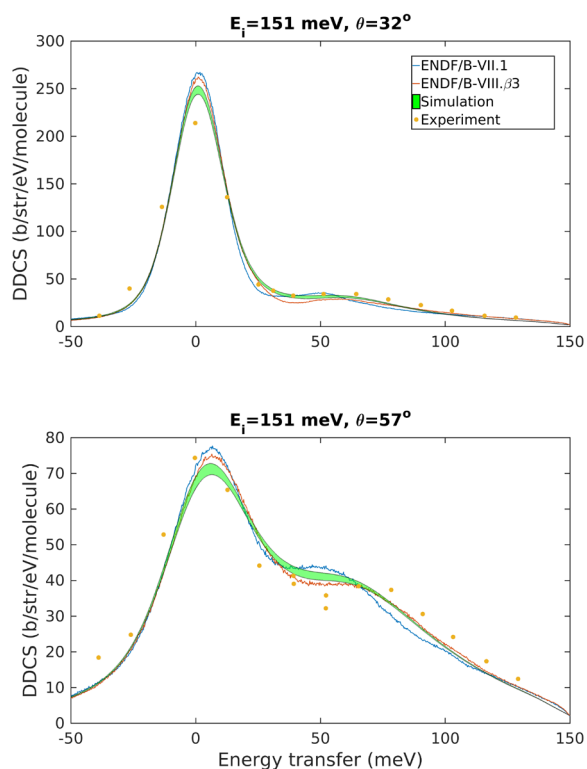 E_i=151 meV, θ=32°
300
250
200
150
100
50
0
DDCS (b/str/eV/molecule)
ENDF/B-VII.1
ENDF/B-VIII.β3
Simulation
Experiment
-50 0 50 100 150
E_i=151 meV, θ=57°
80
70
60
50
40
30
20
10
0
DDCS (b/str/eV/molecule)
-50 0 50 100 150
Energy transfer (meV)